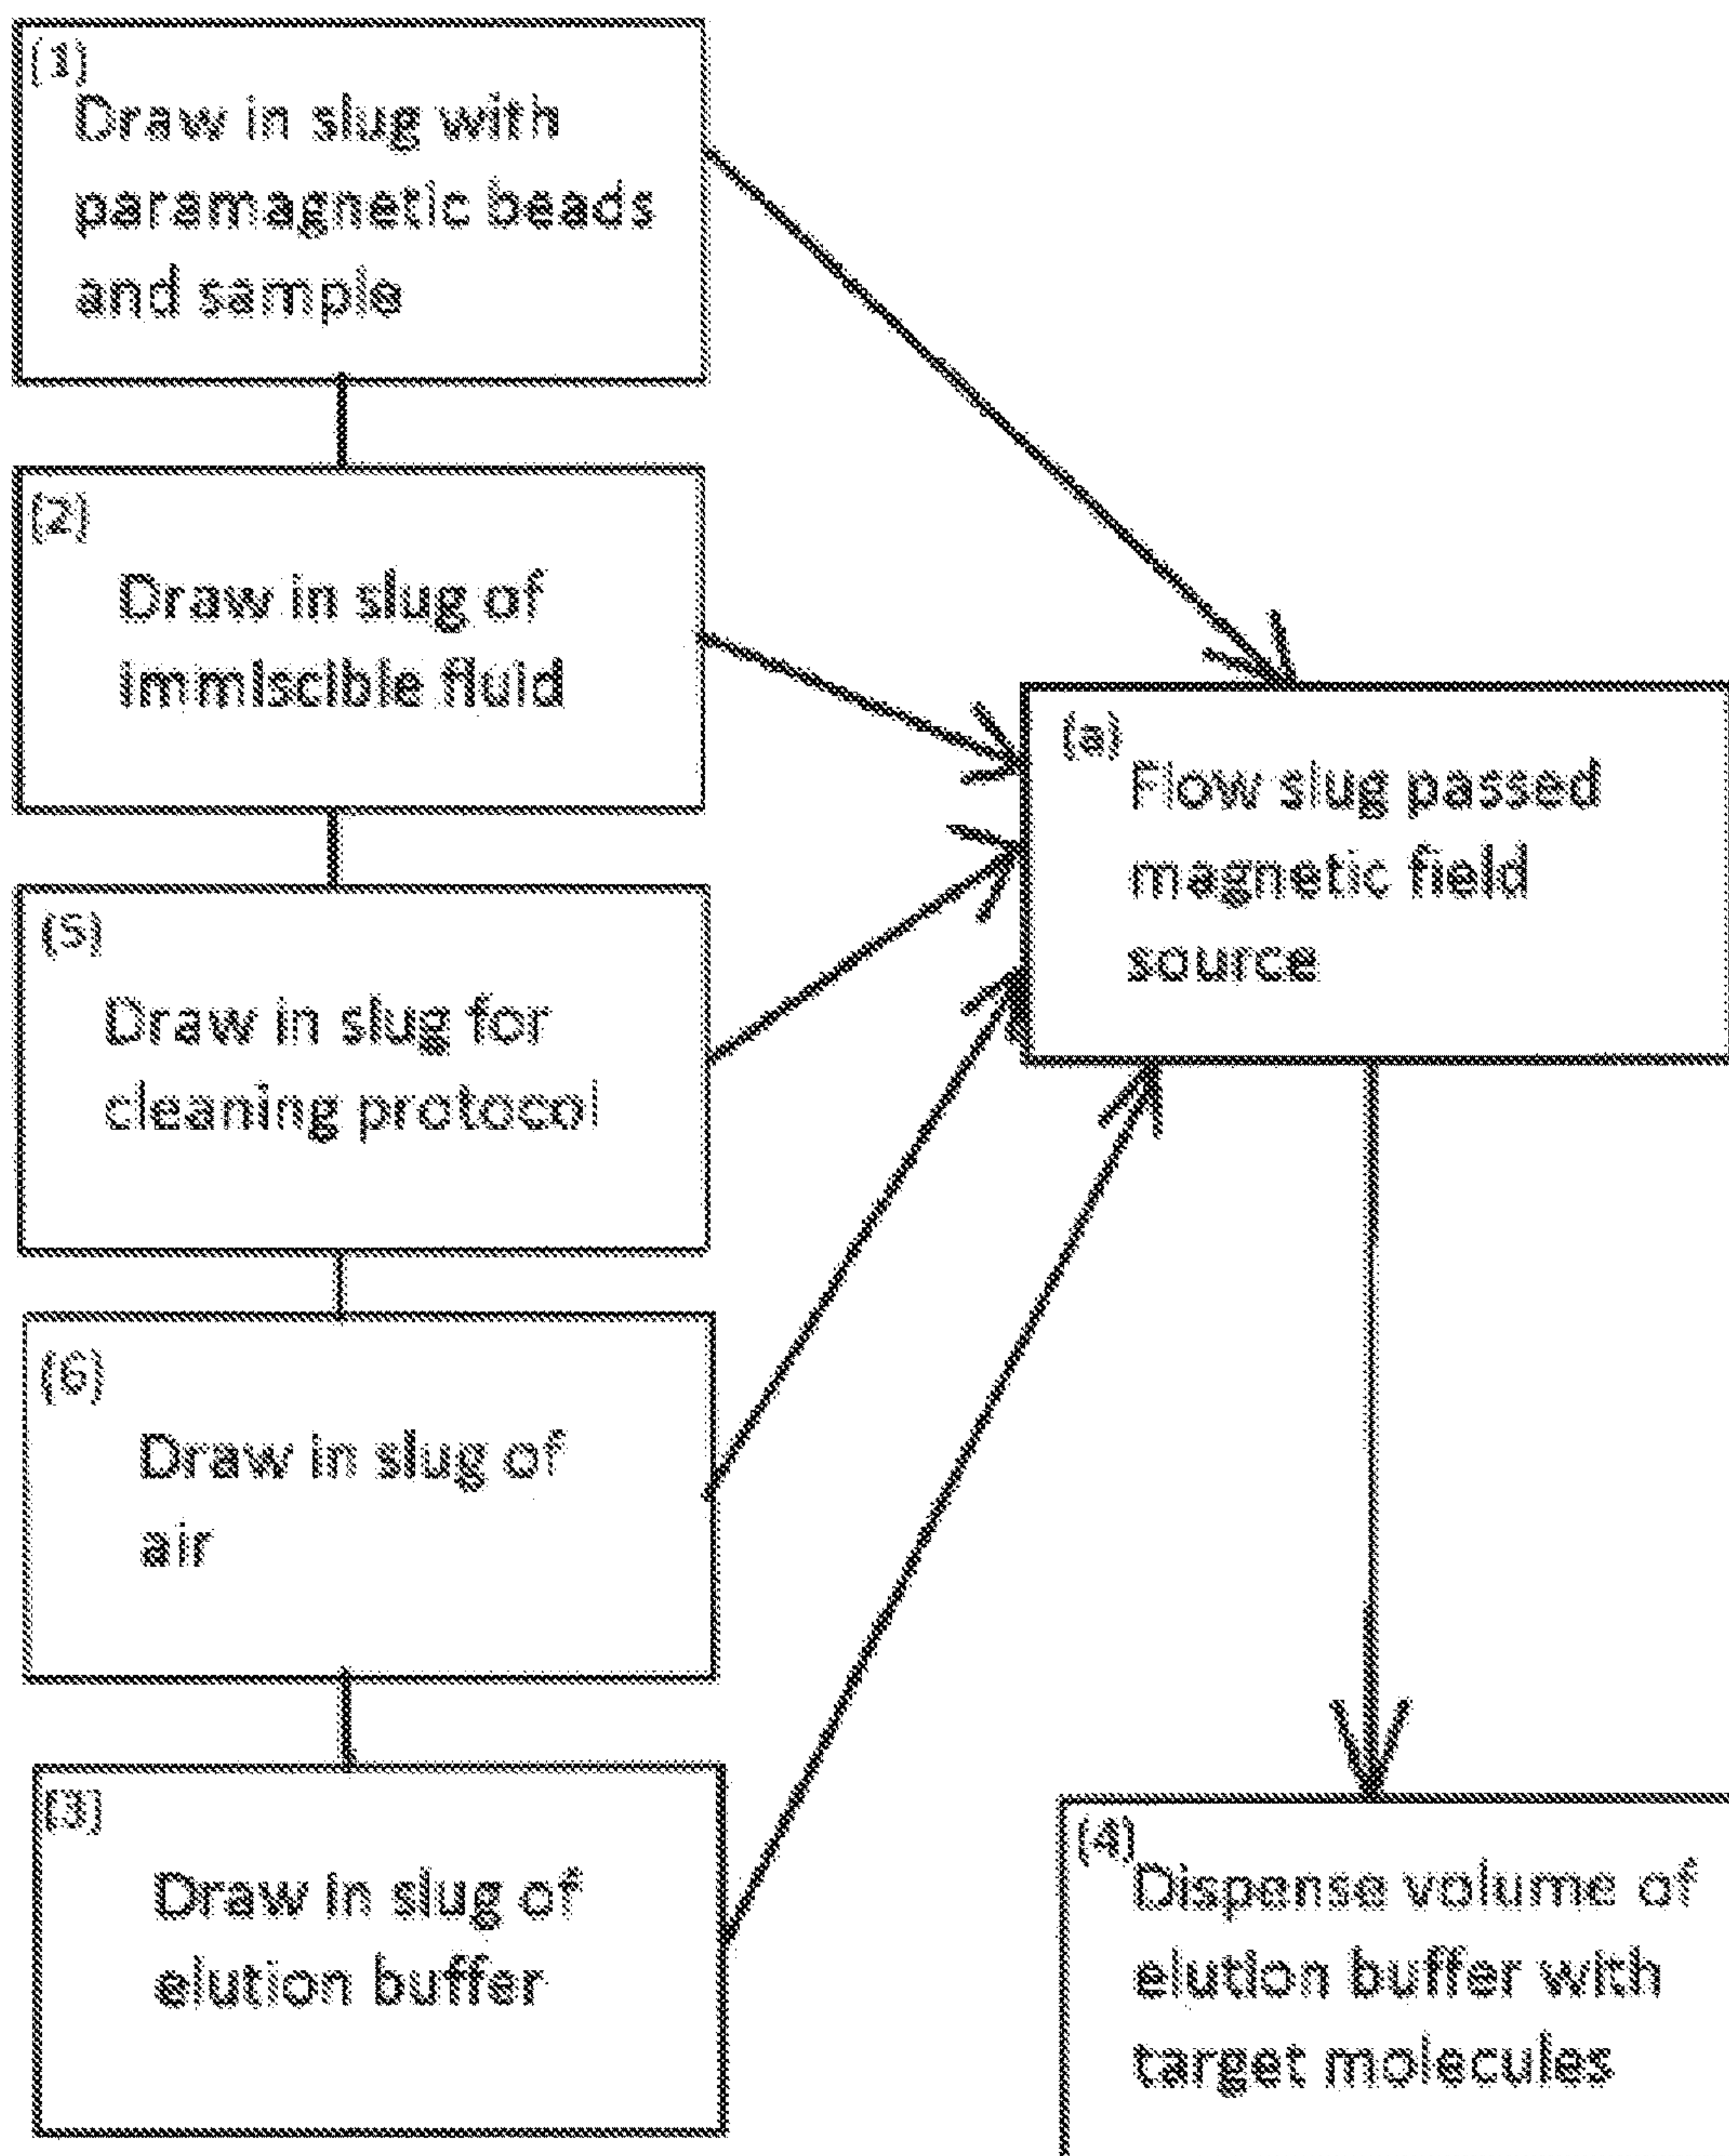 (1)
Draw in slug with
paramagnetic beads
and sample
(2)
Draw in slug of
immiscible fluid
(5)
Draw in slug for
cleaning protocol
(6)
Draw in slug of
air
(3)
Draw in slug of
elution buffer
(a)
Flow slug passed
magnetic field
source
(4)
Dispense volume of
elution buffer with
target molecules